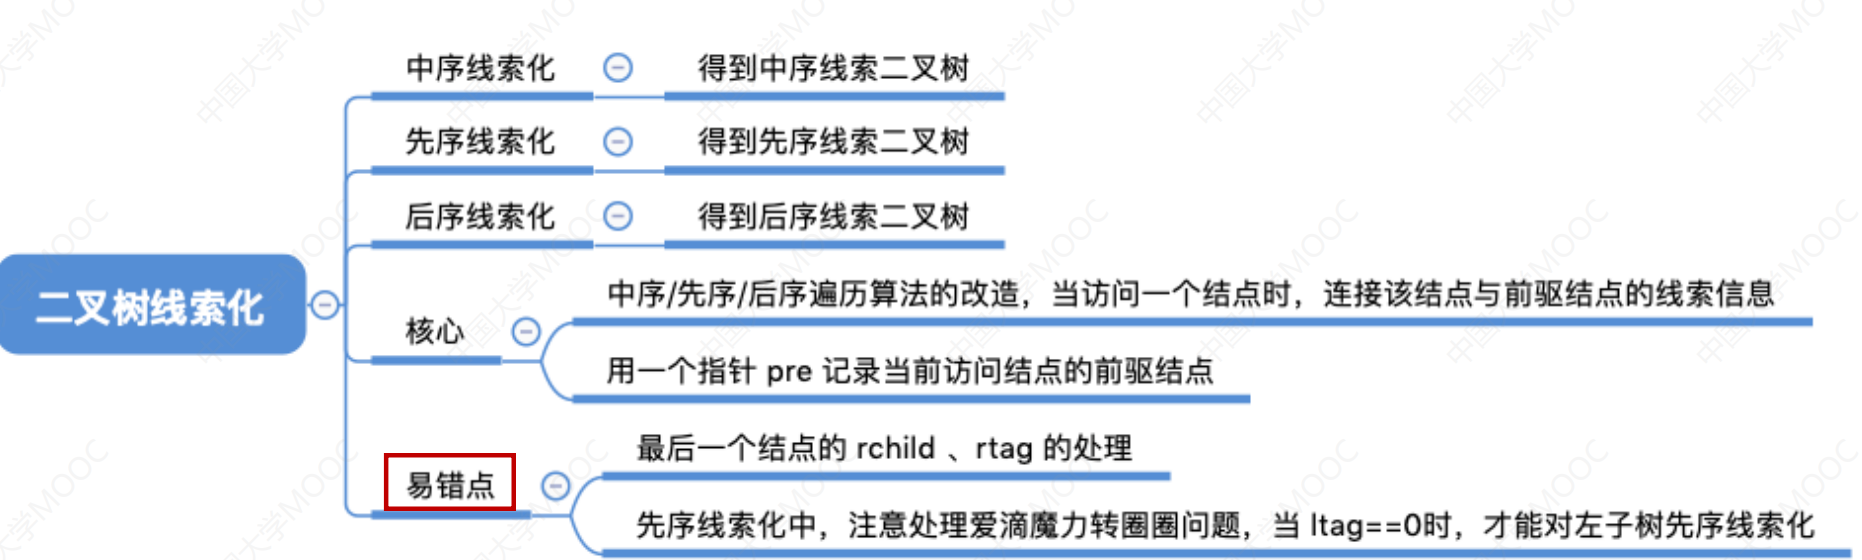 中序线索化 得到中序线索二叉树
先序线索化 得到先序线索二叉树
后序线索化 得到后序线索二叉树
二叉树线索化
核心
中序/先序/后序遍历算法的改造，当访问一个结点时，连接该结点与前驱结点的线索信息
用一个指针 pre 记录当前访问结点的前驱结点
易错点
最后一个结点的 rchild 、rtag 的处理
先序线索化中，注意处理爱滴魔力转圈圈问题，当 ltag==0时，才能对左子树先序线索化
中国大学MOOC